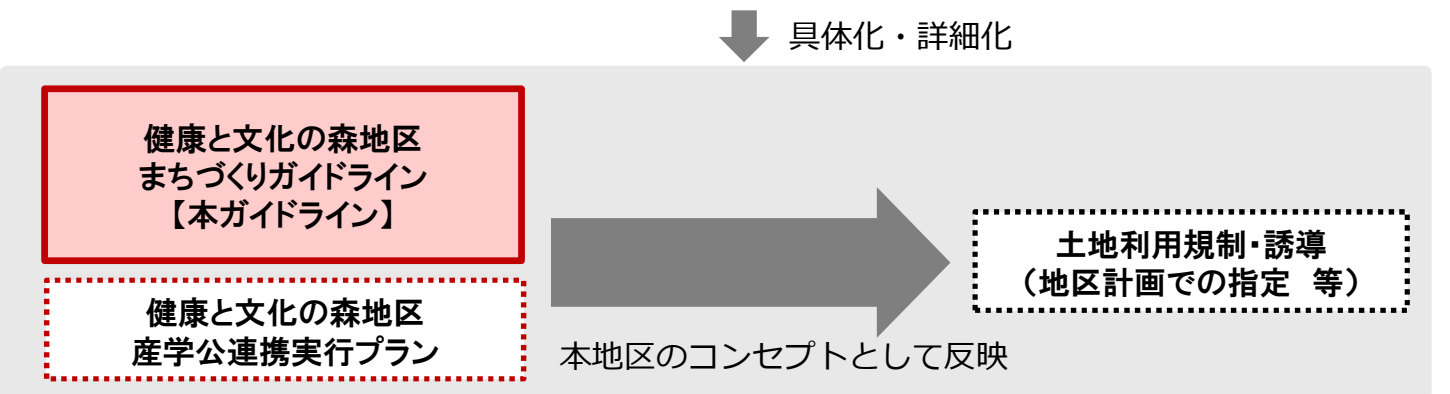 具体化・詳細化
健康と文化の森地区
まちづくりガイドライン
【本ガイドライン】
健康と文化の森地区
産学公連携実行プラン
本地区のコンセプトとして反映
土地利用規制・誘導
（地区計画での指定　等）